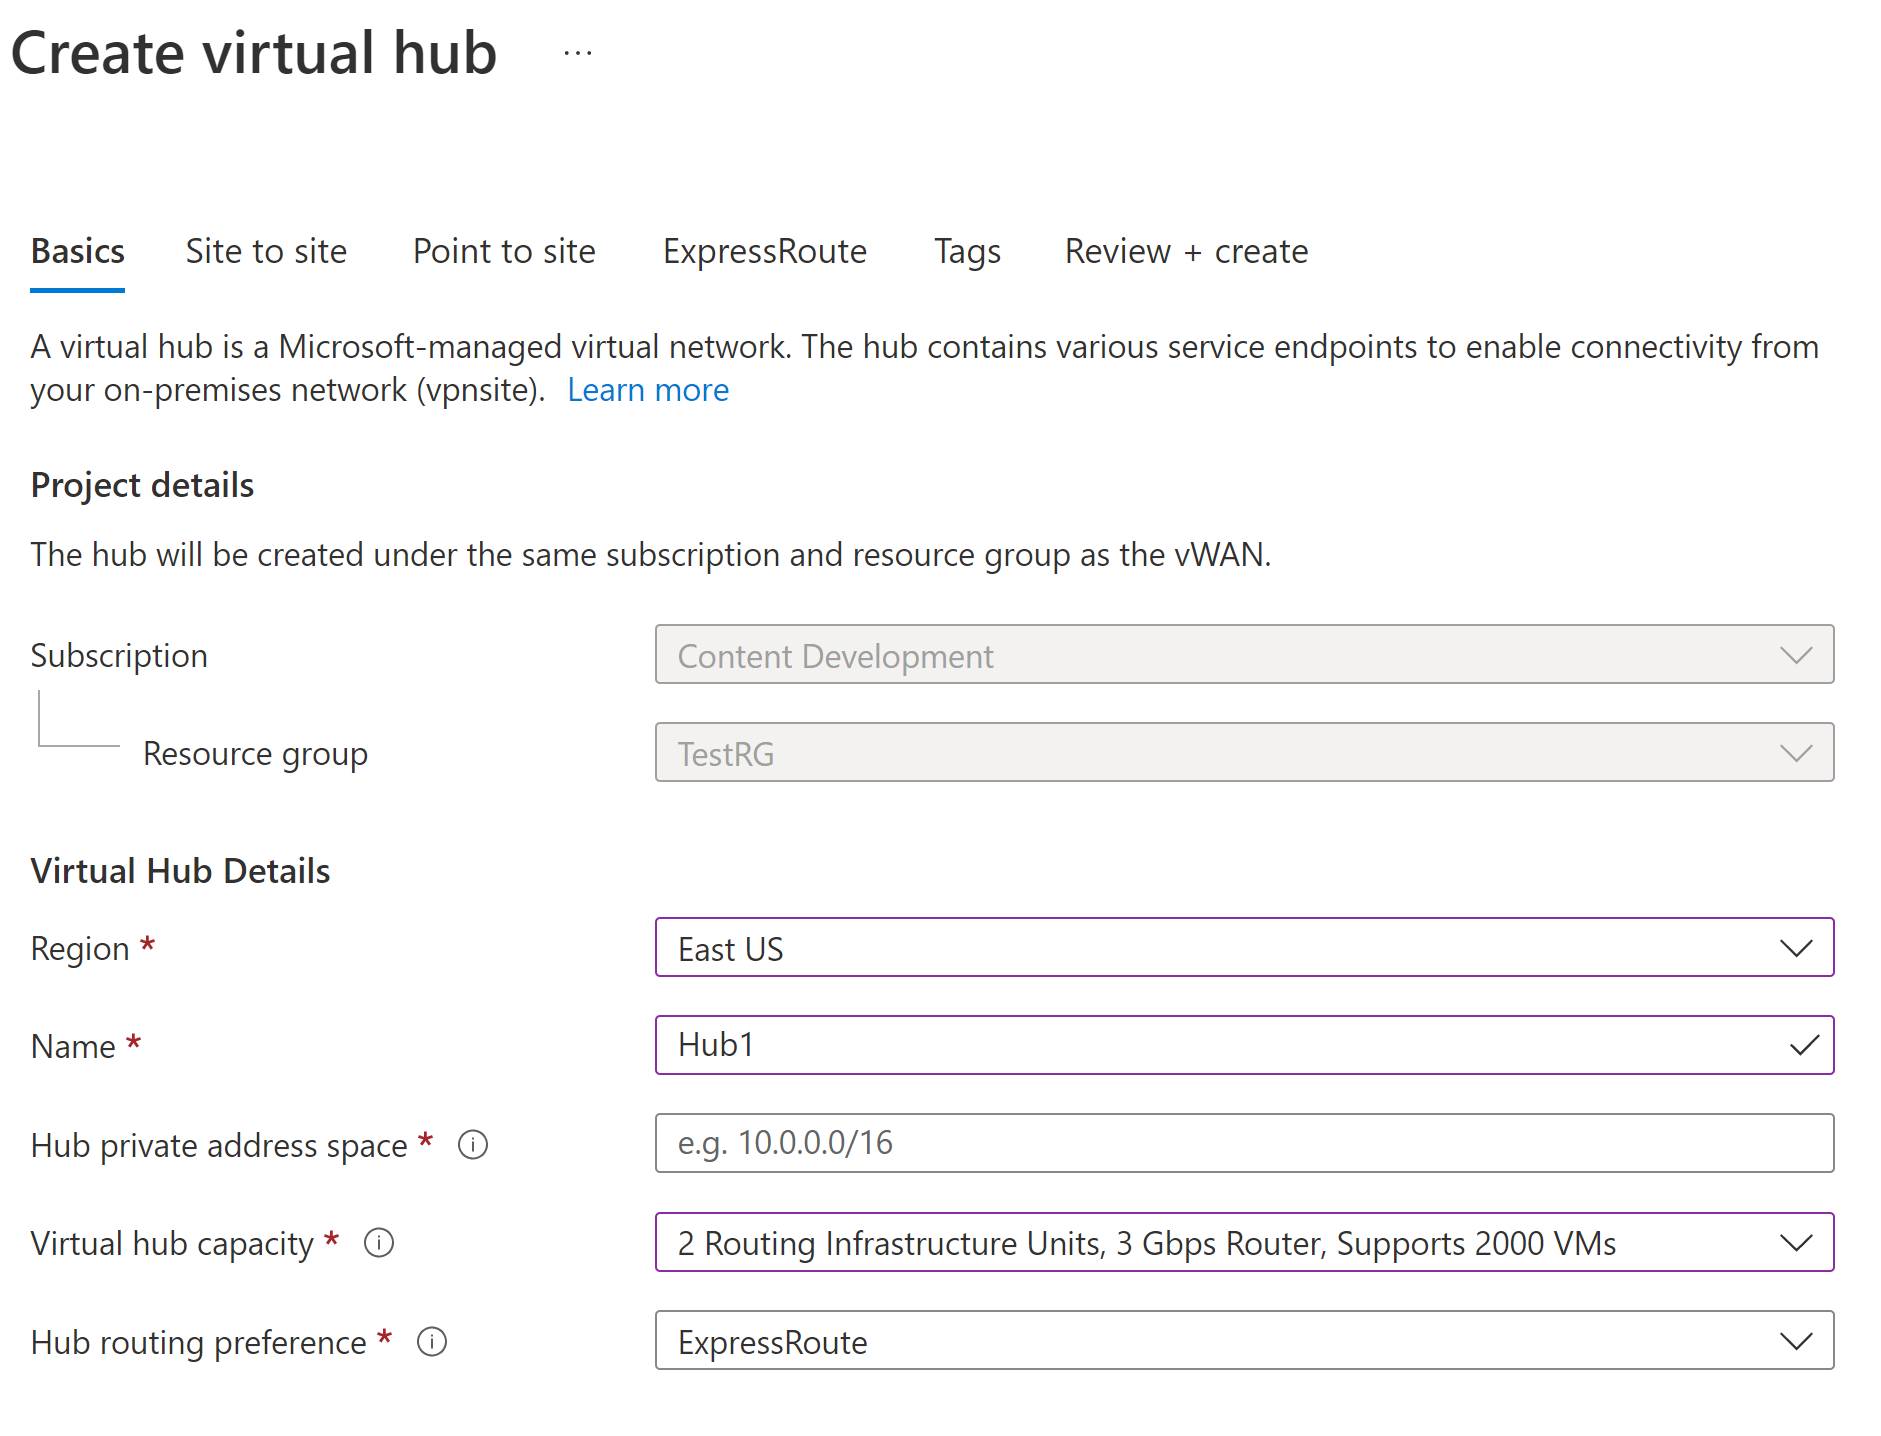 Create virtual hub ...
Basics Site to site Point to site ExpressRoute Tags Review + create
A virtual hub is a Microsoft-managed virtual network. The hub contains various service endpoints to enable connectivity from
your on-premises network (vpnsite). Learn more
Project details
The hub will be created under the same subscription and resource group as the vWAN.
Subscription Content Development
Resource group TestRG
Virtual Hub Details
Region * East US
Name * Hub1
Hub private address space * e.g. 10.0.0.0/16
Virtual hub capacity * 2 Routing Infrastructure Units, 3 Gbps Router, Supports 2000 VMs
Hub routing preference * ExpressRoute